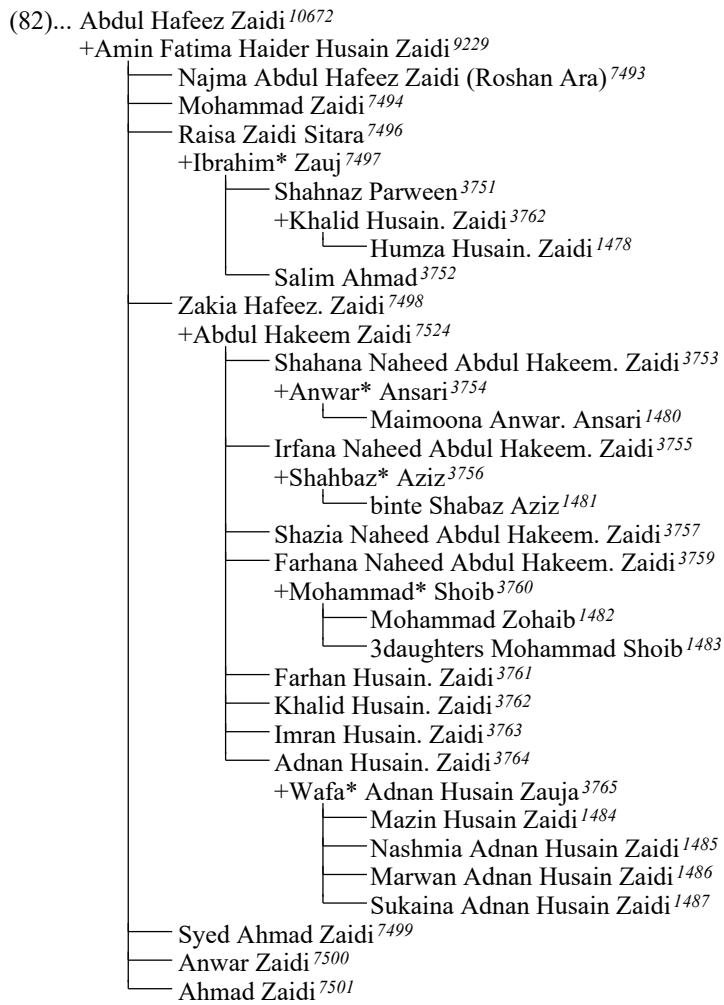 (82)... Abdul Hafeez Zaidi 10672
+Amin Fatima Haider Husain Zaidi 9229
Najma Abdul Hafeez Zaidi (Roshan Ara) 7493
Mohammad Zaidi 7494
Raisa Zaidi Sitara 7496
+Ibrahim* Zauj 7497
Shahnaz Parween 3751
+Khalid Husain. Zaidi 3762
Humza Husain. Zaidi 1478
Salim Ahmad 3752
Zakia Hafeez. Zaidi 7498
+Abdul Hakeem Zaidi 7524
Shahana Naheed Abdul Hakeem. Zaidi 3753
+Anwar* Ansari 3754
Maimoona Anwar. Ansari 1480
Irfana Naheed Abdul Hakeem. Zaidi 3755
+Shahbaz* Aziz 3756
binte Shabaz Aziz 1481
Shazia Naheed Abdul Hakeem. Zaidi 3757
Farhana Naheed Abdul Hakeem. Zaidi 3759
+Mohammad* Shoib 3760
Mohammad Zohaib 1482
3daughters Mohammad Shoib 1483
Farhan Husain. Zaidi 3761
Khalid Husain. Zaidi 3762
Imran Husain. Zaidi 3763
Adnan Husain. Zaidi 3764
+Wafa* Adnan Husain Zauja 3765
Mazin Husain Zaidi 1484
Nashmia Adnan Husain Zaidi 1485
Marwan Adnan Husain Zaidi 1486
Sukaina Adnan Husain Zaidi 1487
Syed Ahmad Zaidi 7499
Anwar Zaidi 7500
Ahmad Zaidi 7501